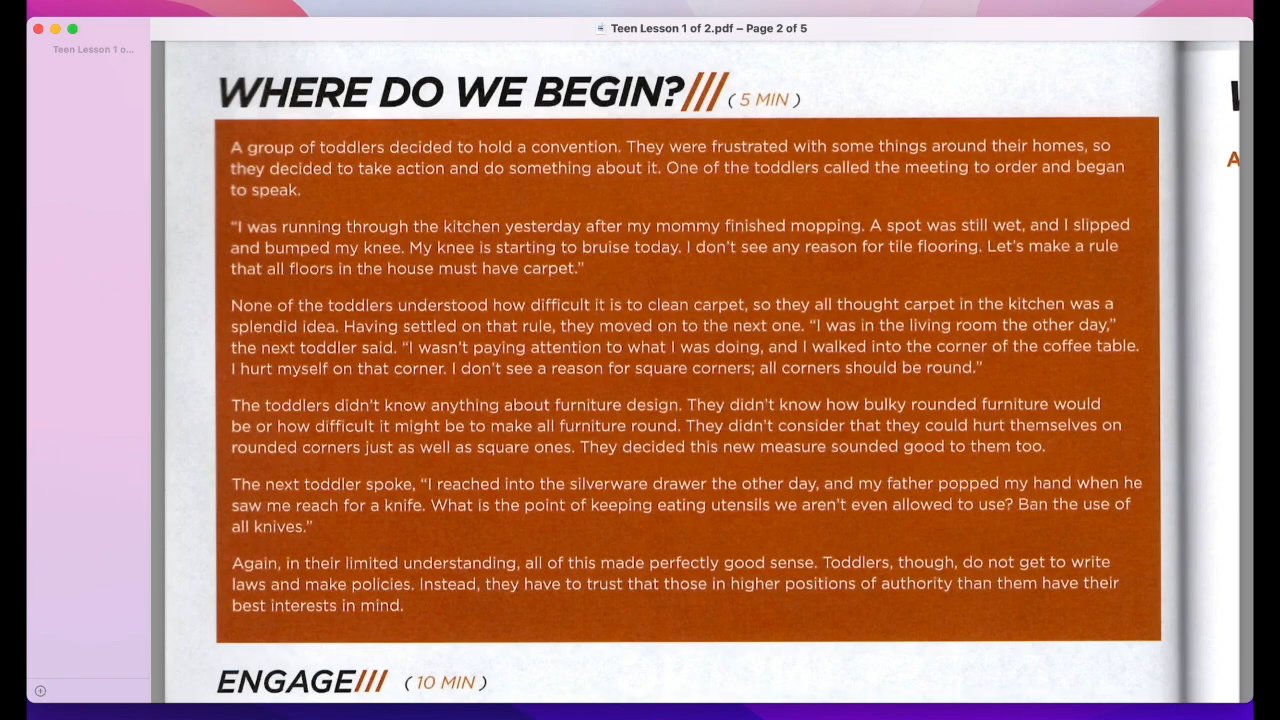 Teen Lesson 1 of 2.pdf – Page 2 of 5
Teen Lesson 1 o...
WHERE DO WE BEGIN?/// ( 5 MIN )
A group of toddlers decided to hold a convention. They were frustrated with some things around their homes, so
they decided to take action and do something about it. One of the toddlers called the meeting to order and began
to speak.
“I was running through the kitchen yesterday after my mommy finished mopping. A spot was still wet, and I slipped
and bumped my knee. My knee is starting to bruise today. I don’t see any reason for tile flooring. Let’s make a rule
that all floors in the house must have carpet.”
None of the toddlers understood how difficult it is to clean carpet, so they all thought carpet in the kitchen was a
splendid idea. Having settled on that rule, they moved on to the next one. “I was in the living room the other day,”
the next toddler said. “I wasn’t paying attention to what I was doing, and I walked into the corner of the coffee table.
I hurt myself on that corner. I don’t see a reason for square corners; all corners should be round.”
The toddlers didn’t know anything about furniture design. They didn’t know how bulky rounded furniture would
be or how difficult it might be to make all furniture round. They didn’t consider that they could hurt themselves on
rounded corners just as well as square ones. They decided this new measure sounded good to them too.
The next toddler spoke, “I reached into the silverware drawer the other day, and my father popped my hand when he
saw me reach for a knife. What is the point of keeping eating utensils we aren’t even allowed to use? Ban the use of
all knives.”
Again, in their limited understanding, all of this made perfectly good sense. Toddlers, though, do not get to write
laws and make policies. Instead, they have to trust that those in higher positions of authority than them have their
best interests in mind.
ENGAGE/// ( 10 MIN )
A